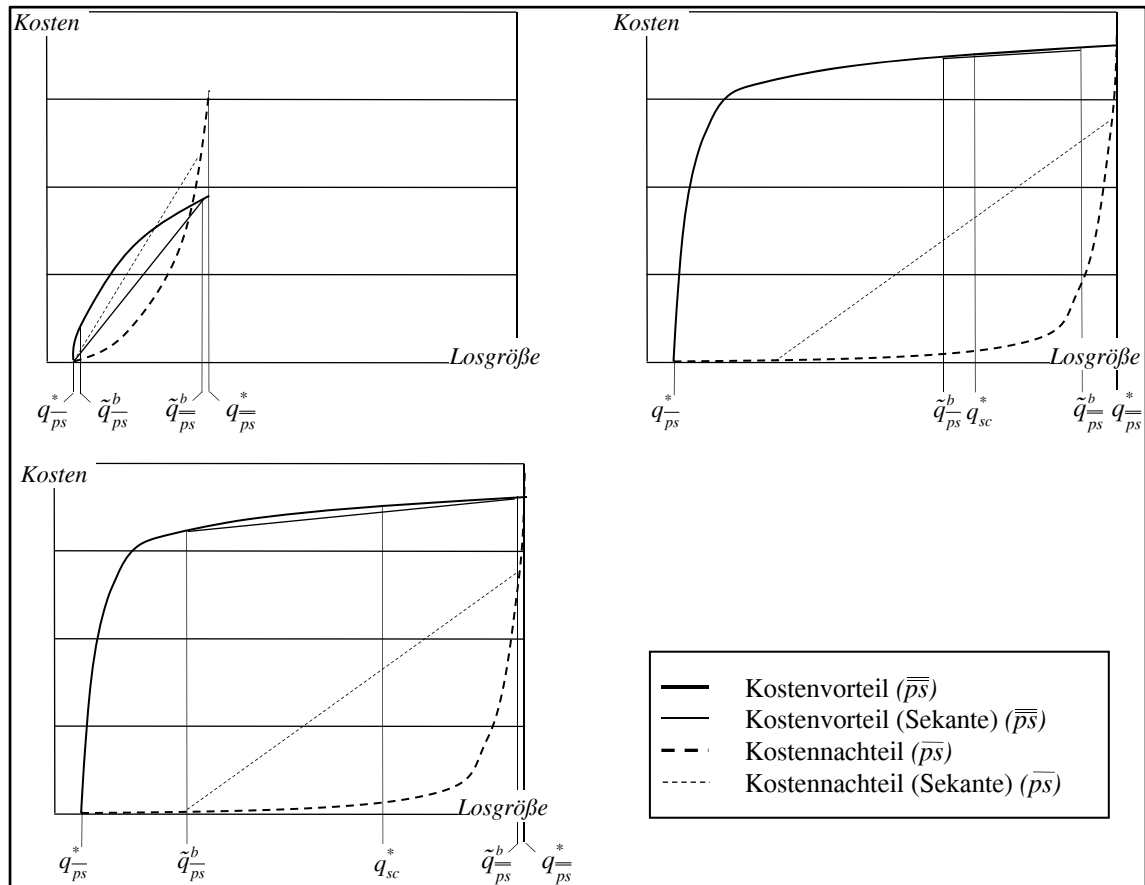 Kosten
Losgröße
q*ps q̃bps q̃bps q*ps
Kosten
Losgröße
q*ps q̃bps q*sc q̃bps q*ps
Kosten
Losgröße
q*ps q̃bps q*sc q̃bps q*ps
Kostenvorteil (ps)
Kostenvorteil (Sekante) (ps)
Kostennachteil (ps)
Kostennachteil (Sekante) (ps)